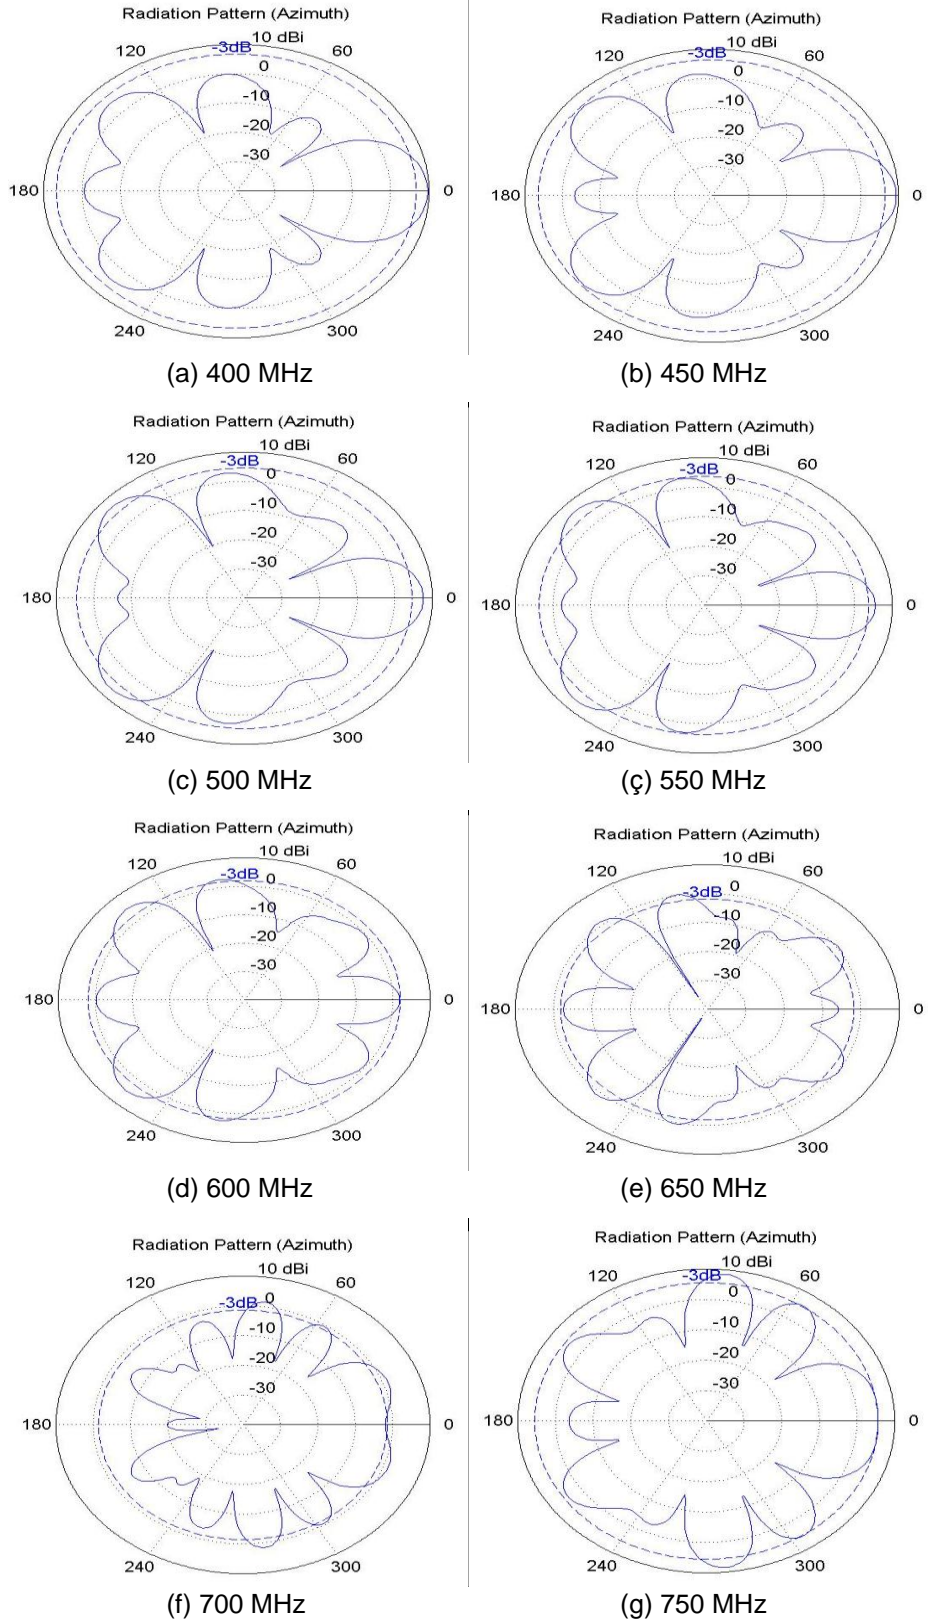 Radiation Pattern (Azimuth)
10 dBi
-3dB
120
60
0
-10
-20
-30
180
0
240
300
(a) 400 MHz
Radiation Pattern (Azimuth)
10 dBi
-3dB
120
60
0
-10
-20
-30
180
0
240
300
(b) 450 MHz
Radiation Pattern (Azimuth)
10 dBi
-3dB
120
60
0
-10
-20
-30
180
0
240
300
(c) 500 MHz
Radiation Pattern (Azimuth)
10 dBi
-3dB
120
60
0
-10
-20
-30
180
0
240
300
(ç) 550 MHz
Radiation Pattern (Azimuth)
10 dBi
-3dB
120
60
0
-10
-20
-30
180
0
240
300
(d) 600 MHz
Radiation Pattern (Azimuth)
10 dBi
-3dB
120
60
0
-10
-20
-30
180
0
240
300
(e) 650 MHz
Radiation Pattern (Azimuth)
10 dBi
-3dB
120
60
0
-10
-20
-30
180
0
240
300
(f) 700 MHz
Radiation Pattern (Azimuth)
10 dBi
-3dB
120
60
0
-10
-20
-30
180
0
240
300
(g) 750 MHz